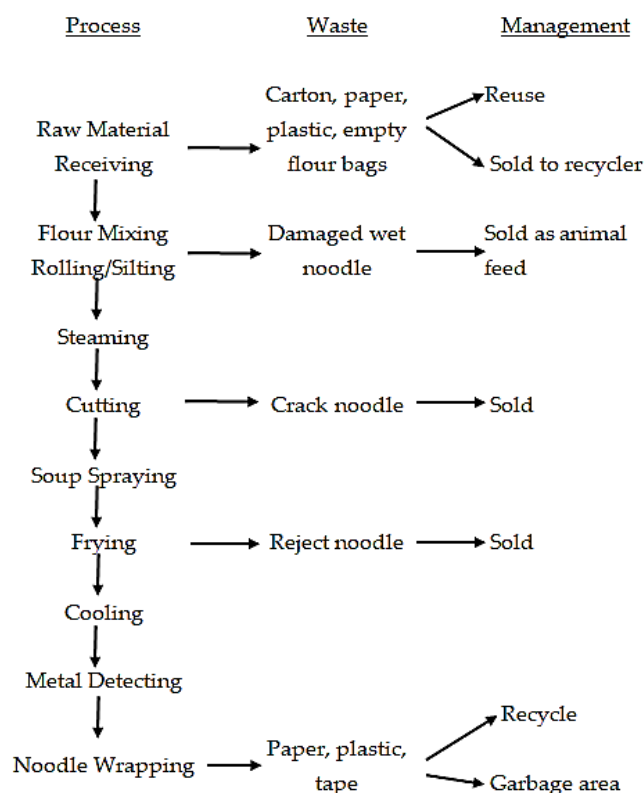 Process Waste Management
Carton, paper, Reuse
Raw Material plastic, empty
Receiving flour bags Sold to recycler
Flour Mixing Damaged wet Sold as animal
Rolling/Silting noodle feed
Steaming
Cutting Crack noodle Sold
Soup Spraying
Frying Reject noodle Sold
Cooling
Metal Detecting
Recycle
Noodle Wrapping Paper, plastic,
tape Garbage area